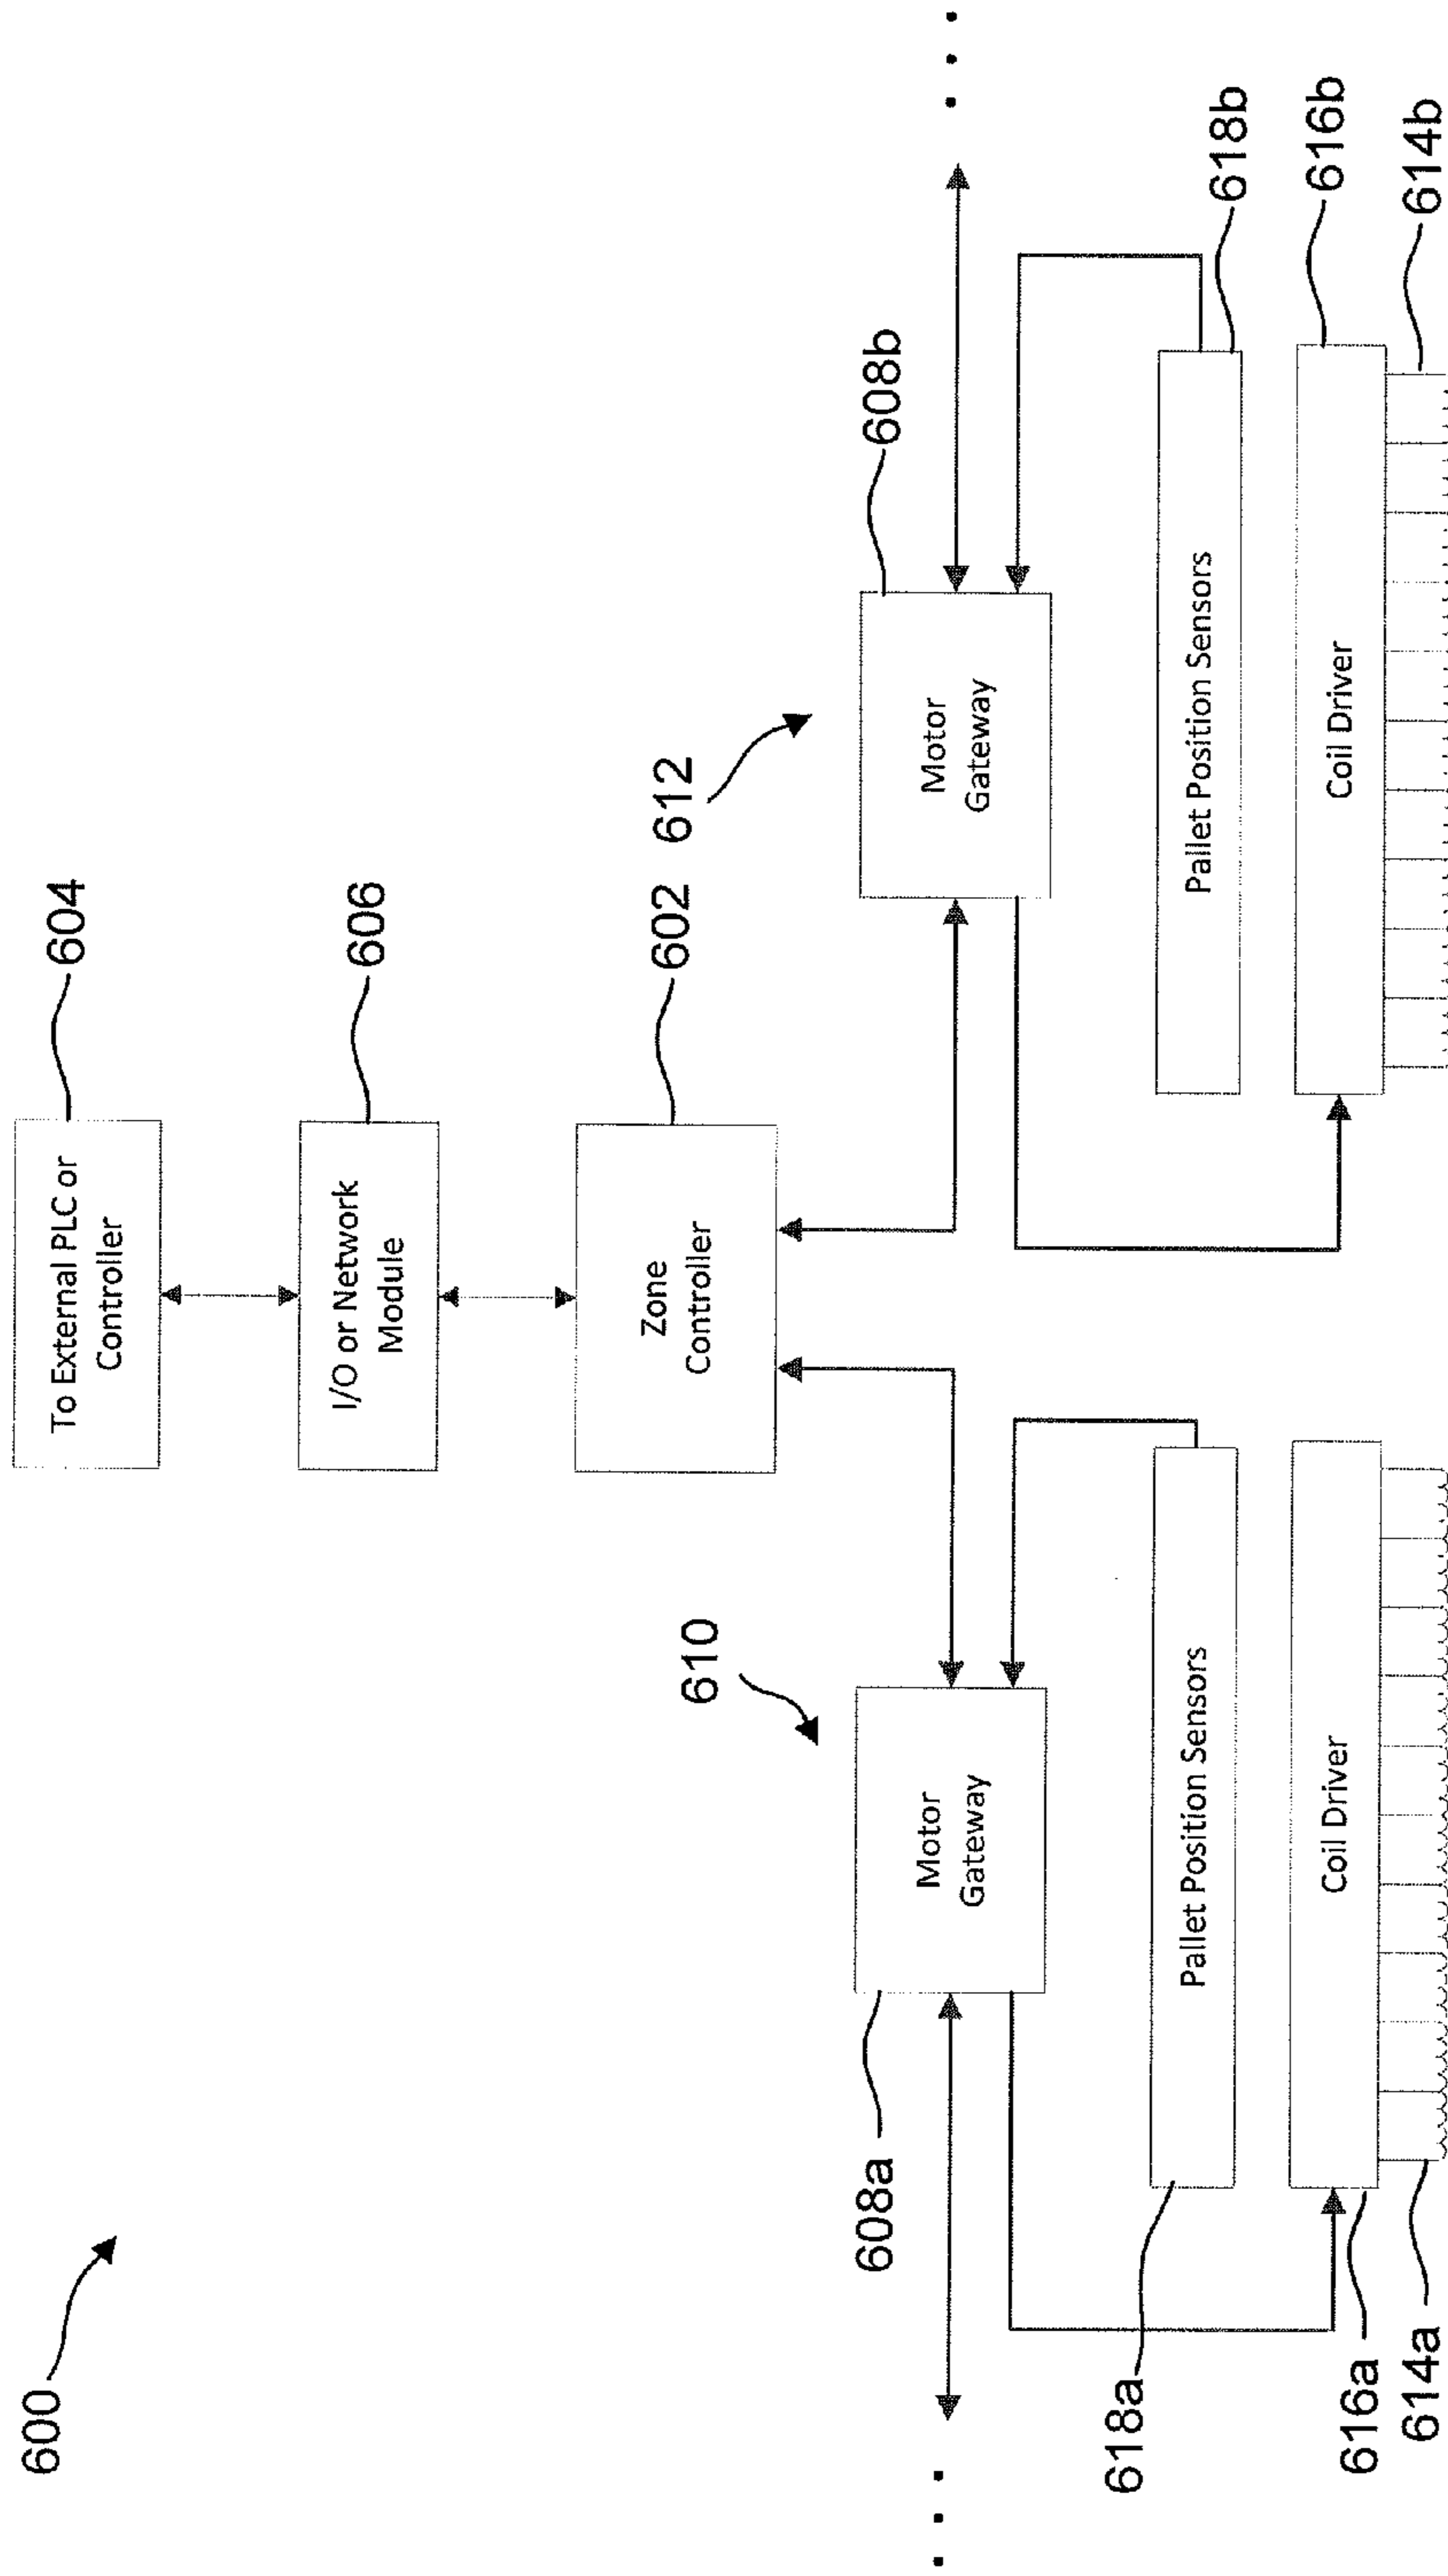 600
To External PLC or
Controller
604
I/O or Network
Module
606
Zone
Controller
602
610
612
608a
Motor
Gateway
Motor
Gateway
608b
618a
Pallet Position Sensors
Pallet Position Sensors
618b
616a
Coil Driver
Coil Driver
616b
614a
614b